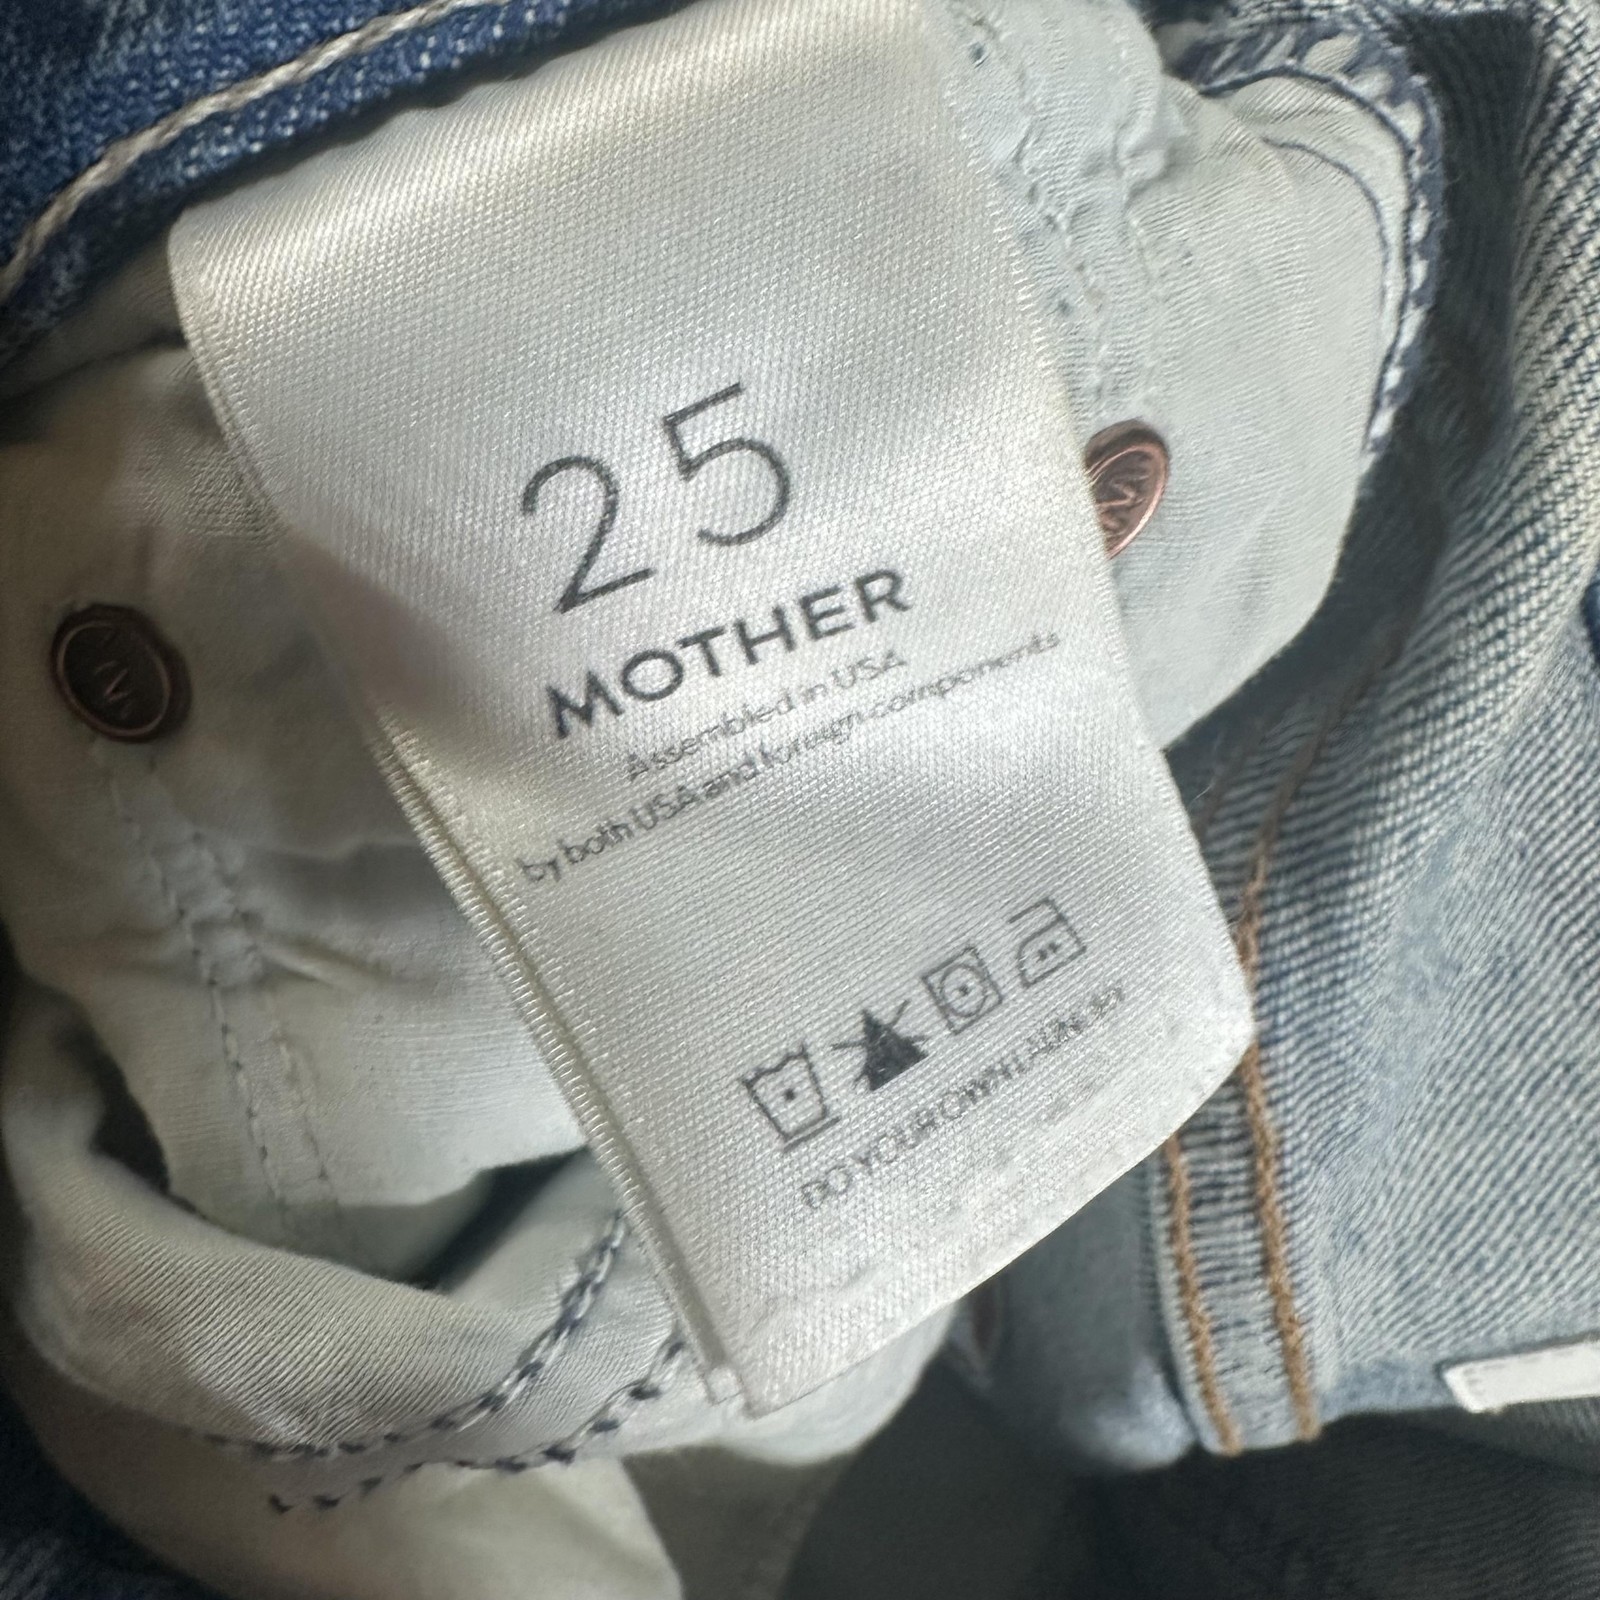 25
MOTHER
Assembled in USA
by both USA and foreign components
DO YOUR OWN LAUNDRY
M
M